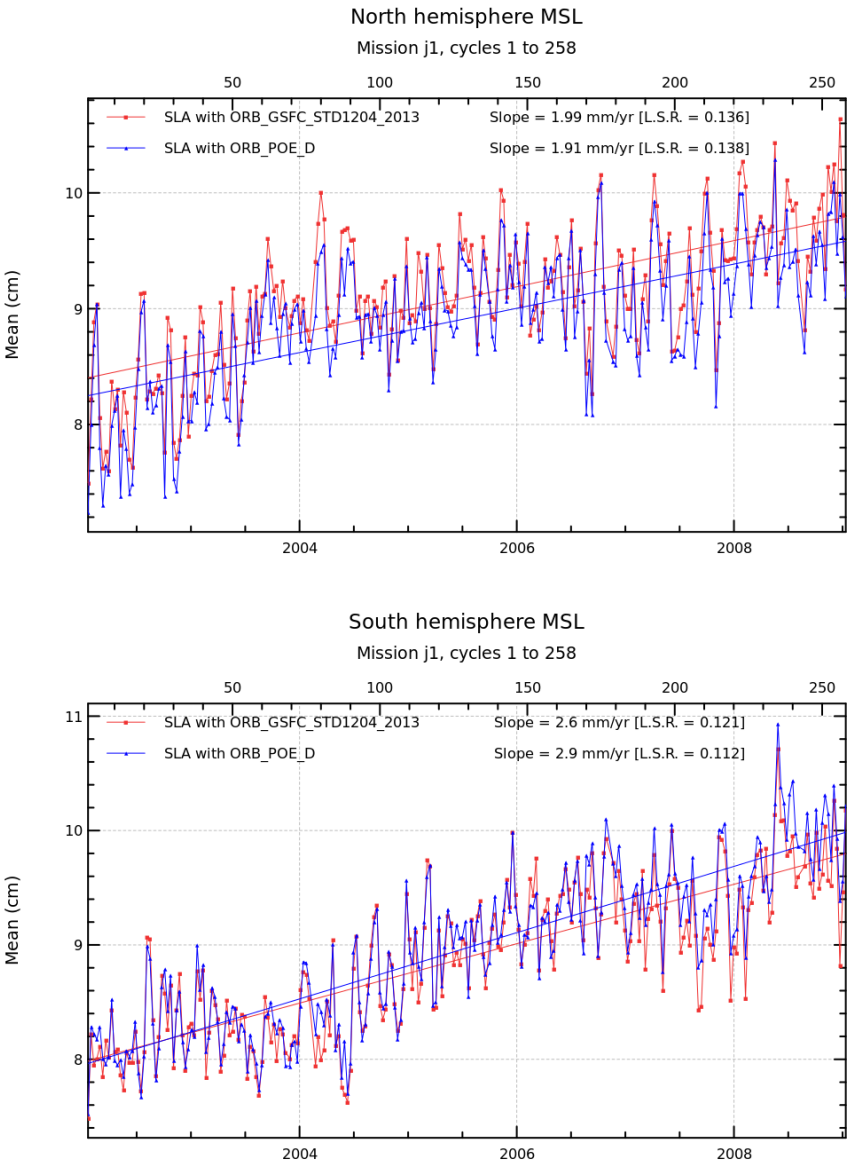 North hemisphere MSL
Mission j1, cycles 1 to 258
50 100 150 200 250
SLA with ORB_GSFC_STD1204_2013 Slope = 1.99 mm/yr [L.S.R. = 0.136]
SLA with ORB_POE_D Slope = 1.91 mm/yr [L.S.R. = 0.138]
10
9
8
Mean (cm)
2004 2006 2008
South hemisphere MSL
Mission j1, cycles 1 to 258
50 100 150 200 250
11
SLA with ORB_GSFC_STD1204_2013 Slope = 2.6 mm/yr [L.S.R. = 0.121]
SLA with ORB_POE_D Slope = 2.9 mm/yr [L.S.R. = 0.112]
10
9
8
Mean (cm)
2004 2006 2008